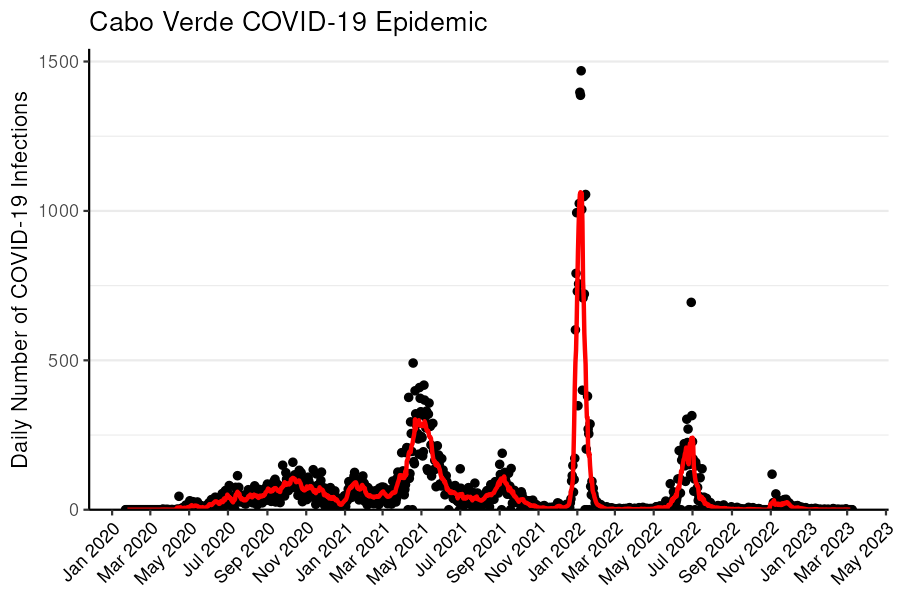 Cabo Verde COVID-19 Epidemic
Daily Number of COVID-19 Infections
1500
1000
500
0
Jan 2020
Mar 2020
May 2020
Jul 2020
Sep 2020
Nov 2020
Jan 2021
Mar 2021
May 2021
Jul 2021
Sep 2021
Nov 2021
Jan 2022
Mar 2022
May 2022
Jul 2022
Sep 2022
Nov 2022
Jan 2023
Mar 2023
May 2023